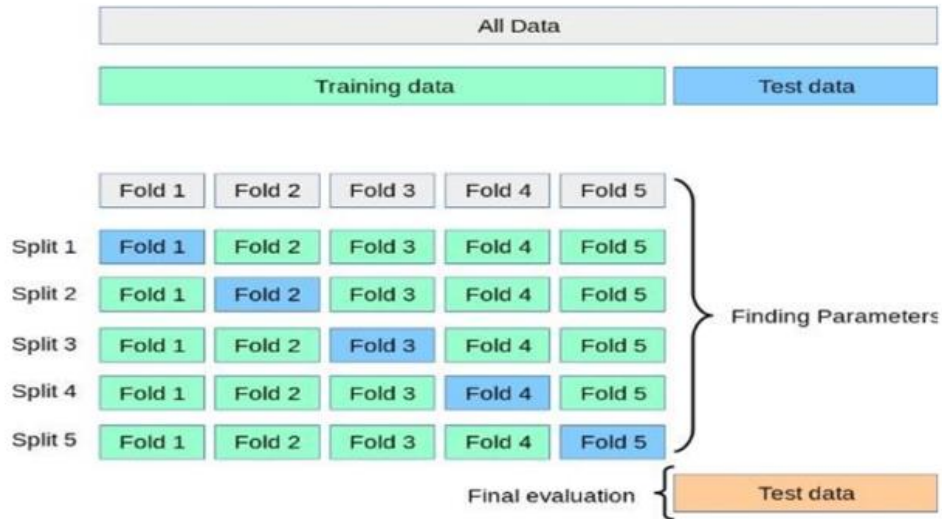 All Data
Training data Test data
Fold 1 Fold 2 Fold 3 Fold 4 Fold 5
Split 1 Fold 1 Fold 2 Fold 3 Fold 4 Fold 5
Split 2 Fold 1 Fold 2 Fold 3 Fold 4 Fold 5
Finding Parameters
Split 3 Fold 1 Fold 2 Fold 3 Fold 4 Fold 5
Split 4 Fold 1 Fold 2 Fold 3 Fold 4 Fold 5
Split 5 Fold 1 Fold 2 Fold 3 Fold 4 Fold 5
Final evaluation Test data